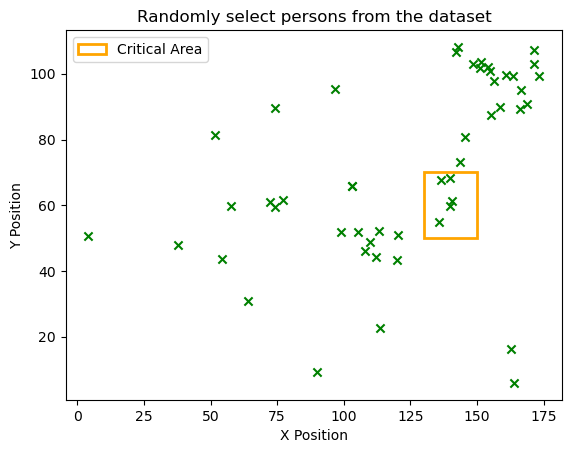 Randomly select persons from the dataset
Critical Area
Y Position
100
80
60
40
20
0 25 50 75 100 125 150 175
X Position